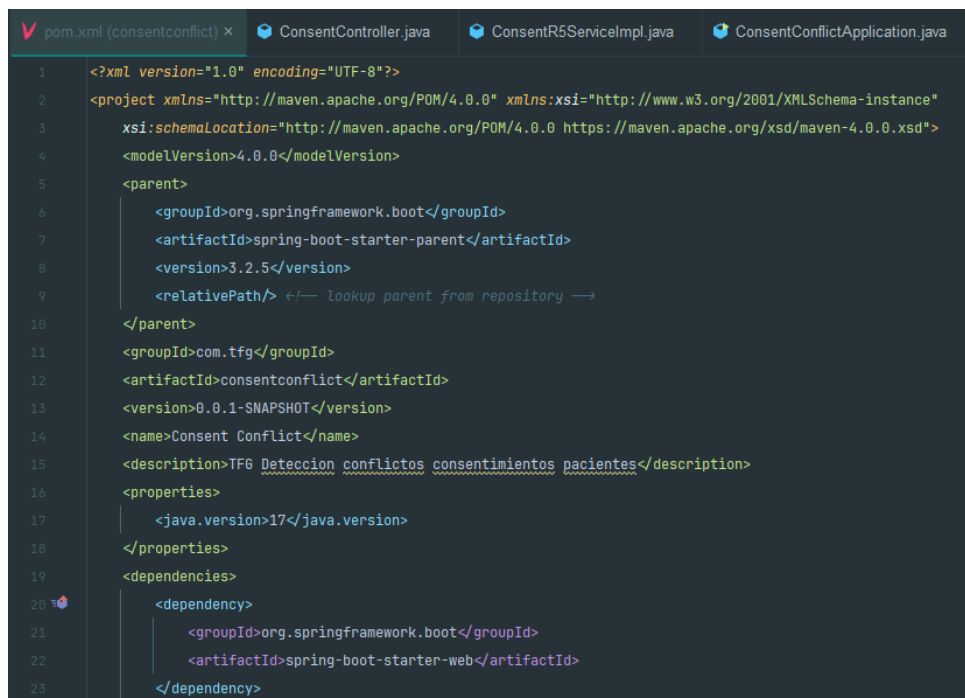 pom.xml (consentconflict) × ConsentController.java ConsentR5ServiceImpl.java ConsentConflictApplication.java
1 <?xml version="1.0" encoding="UTF-8"?>
2 <project xmlns="http://maven.apache.org/POM/4.0.0" xmlns:xsi="http://www.w3.org/2001/XMLSchema-instance"
3 xsi:schemaLocation="http://maven.apache.org/POM/4.0.0 https://maven.apache.org/xsd/maven-4.0.0.xsd">
4 <modelVersion>4.0.0</modelVersion>
5 <parent>
6 <groupId>org.springframework.boot</groupId>
7 <artifactId>spring-boot-starter-parent</artifactId>
8 <version>3.2.5</version>
9 <relativePath/> <!-- lookup parent from repository -->
10 </parent>
11 <groupId>com.tfg</groupId>
12 <artifactId>consentconflict</artifactId>
13 <version>0.0.1-SNAPSHOT</version>
14 <name>Consent Conflict</name>
15 <description>TFG Deteccion conflictos consentimientos pacientes</description>
16 <properties>
17 <java.version>17</java.version>
18 </properties>
19 <dependencies>
20 <dependency>
21 <groupId>org.springframework.boot</groupId>
22 <artifactId>spring-boot-starter-web</artifactId>
23 </dependency>